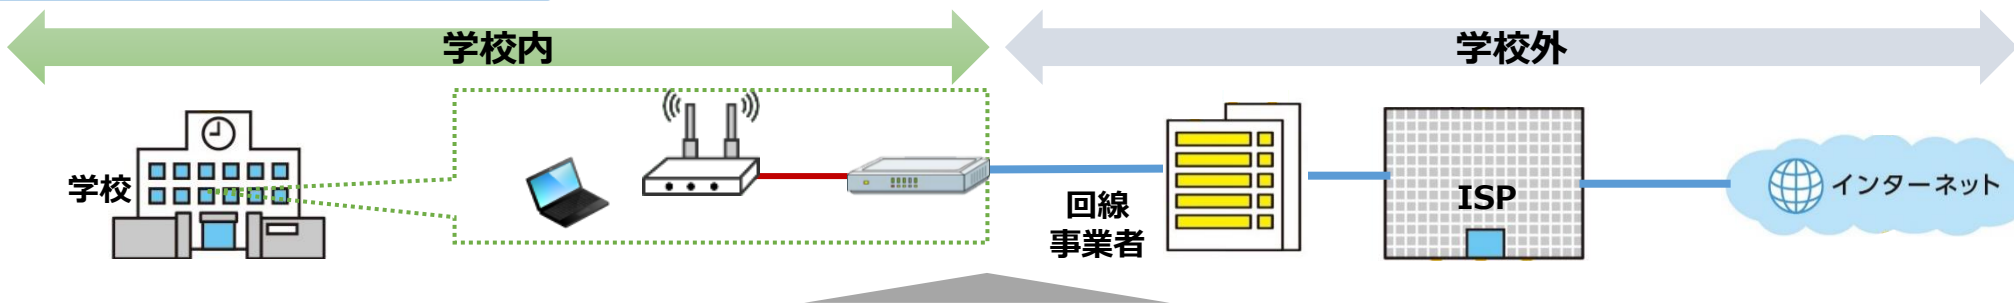 学校内
学校外
学校
回線
事業者
ISP
インターネット